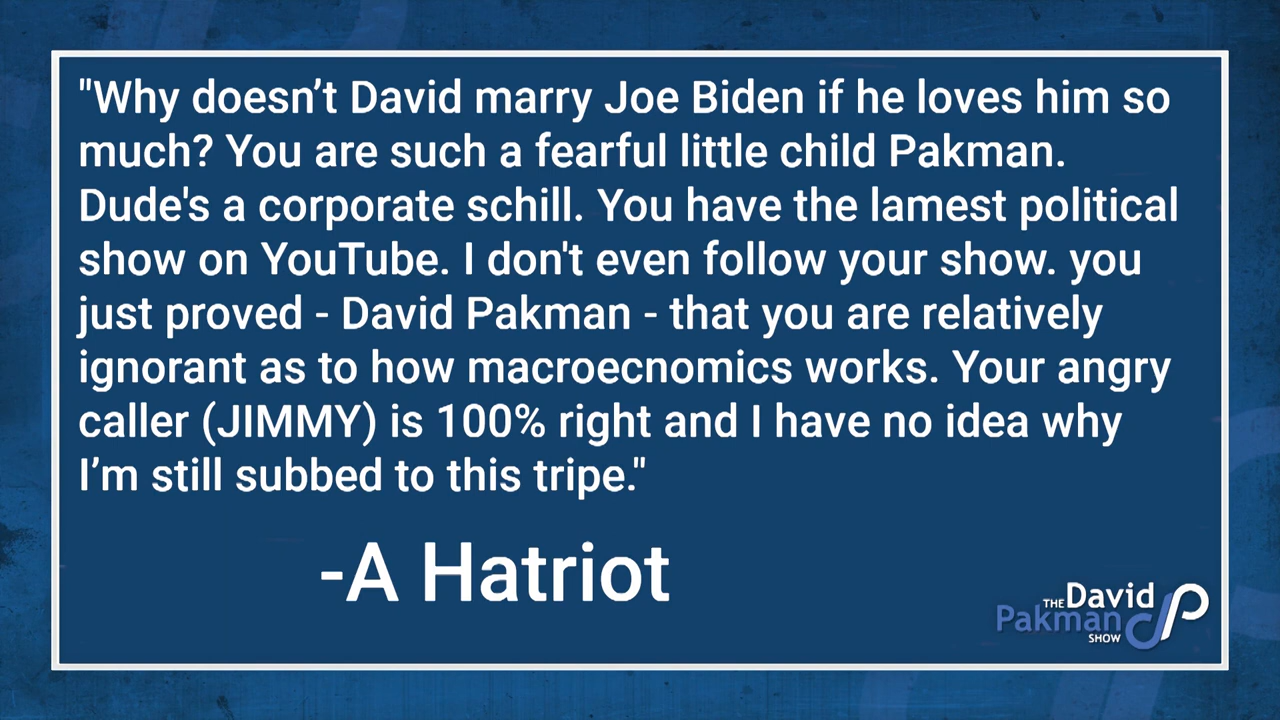 "Why doesn’t David marry Joe Biden if he loves him so
much? You are such a fearful little child Pakman.
Dude's a corporate schill. You have the lamest political
show on YouTube. I don't even follow your show. you
just proved - David Pakman - that you are relatively
ignorant as to how macroecnomics works. Your angry
caller (JIMMY) is 100% right and I have no idea why
I’m still subbed to this tripe."
-A Hatriot
THE David
Pakman
SHOW